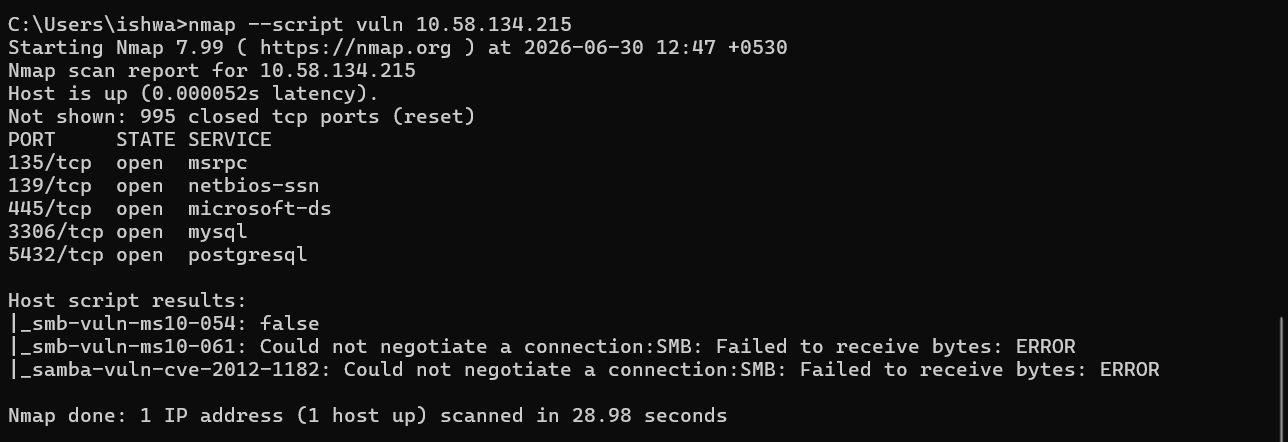 C:\Users\ishwa>nmap --script vuln 10.58.134.215
Starting Nmap 7.99 ( https://nmap.org ) at 2026-06-30 12:47 +0530
Nmap scan report for 10.58.134.215
Host is up (0.000052s latency).
Not shown: 995 closed tcp ports (reset)
PORT     STATE SERVICE
135/tcp  open  msrpc
139/tcp  open  netbios-ssn
445/tcp  open  microsoft-ds
3306/tcp open  mysql
5432/tcp open  postgresql

Host script results:
|_smb-vuln-ms10-054: false
|_smb-vuln-ms10-061: Could not negotiate a connection:SMB: Failed to receive bytes: ERROR
|_samba-vuln-cve-2012-1182: Could not negotiate a connection:SMB: Failed to receive bytes: ERROR

Nmap done: 1 IP address (1 host up) scanned in 28.98 seconds